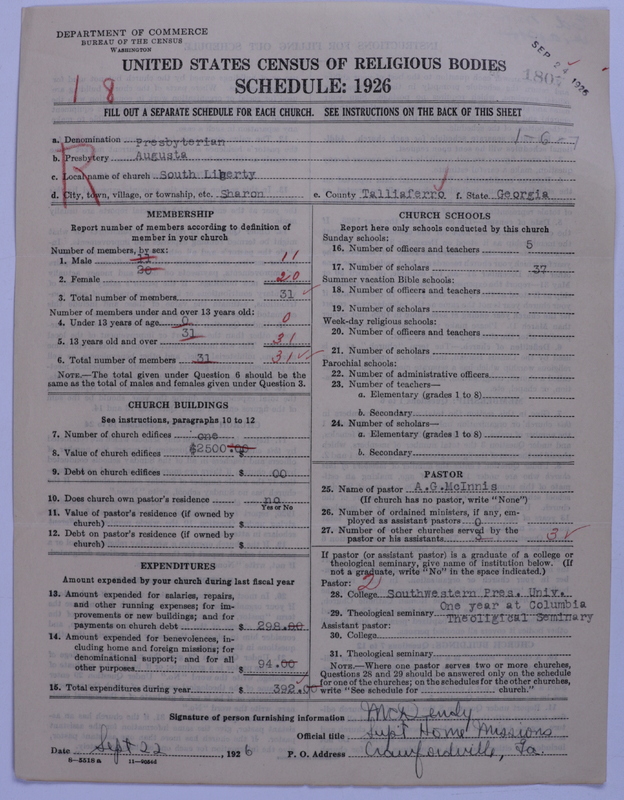 DEPARTMENT OF COMMERCE
BUREAU OF THE CENSUS
WASHINGTON
SEP 24 1926
1807
UNITED STATES CENSUS OF RELIGIOUS BODIES
SCHEDULE: 1926
1 8
FILL OUT A SEPARATE SCHEDULE FOR EACH CHURCH. SEE INSTRUCTIONS ON THE BACK OF THIS SHEET
R
a. Denomination Presbyterian 1-6-7
b. Presbytery Augusta
c. Local name of church South Liberty
d. City, town, village, or township, etc. Sharon e. County Talliaferro f. State Georgia
MEMBERSHIP
Report number of members according to definition of
member in your church
Number of members, by sex:
1. Male 11 11
2. Female 20 20
3. Total number of members 31
Number of members under and over 13 years old:
4. Under 13 years of age 0 0
5. 13 years old and over 31 31
6. Total number of members 31 31
NOTE.—The total given under Question 6 should be the
same as the total of males and females given under Question 3.
CHURCH BUILDINGS
See instructions, paragraphs 10 to 12
7. Number of church edifices one
8. Value of church edifices $2500.00 $
9. Debt on church edifices $ 00
10. Does church own pastor's residence no
Yes or No
11. Value of pastor's residence (if owned by
church) $
12. Debt on pastor's residence (if owned by
church) $
EXPENDITURES
Amount expended by your church during last fiscal year
13. Amount expended for salaries, repairs,
and other running expenses; for im-
provements or new buildings; and for
payments on church debt $ 298.00
14. Amount expended for benevolences, in-
cluding home and foreign missions; for
denominational support; and for all
other purposes $ 94.00
15. Total expenditures during year $ 392.00
CHURCH SCHOOLS
Report here only schools conducted by this church
Sunday schools:
16. Number of officers and teachers 5
17. Number of scholars 37
Summer vacation Bible schools:
18. Number of officers and teachers
19. Number of scholars
Week-day religious schools:
20. Number of officers and teachers
21. Number of scholars
Parochial schools:
22. Number of administrative officers
23. Number of teachers—
a. Elementary (grades 1 to 8)
b. Secondary
24. Number of scholars—
a. Elementary (grades 1 to 8)
b. Secondary
PASTOR
25. Name of pastor A.G.McInnis
(If church has no pastor, write "None")
26. Number of ordained ministers, if any, em-
ployed as assistant pastors 0
27. Number of other churches served by the
pastor or his assistants 3 3
If pastor (or assistant pastor) is a graduate of a college or
theological seminary, give name of institution below. (If
not a graduate, write "No" in the space indicated.)
Pastor: 2
28. College Southwestern Pres. Univ.
29. Theological seminary One year at Columbia
Theoligical Seminary
Assistant pastor:
30. College
31. Theological seminary
NOTE.—Where one pastor serves two or more churches,
Questions 28 and 29 should be answered only on the schedule
for one of the churches; on the schedules for the other churches,
write "See schedule for church."
Signature of person furnishing information
Official title Supt Home Missions
Date Sept 22, 1926 P. O. Address Crawfordville, Ga.
8-5518 a